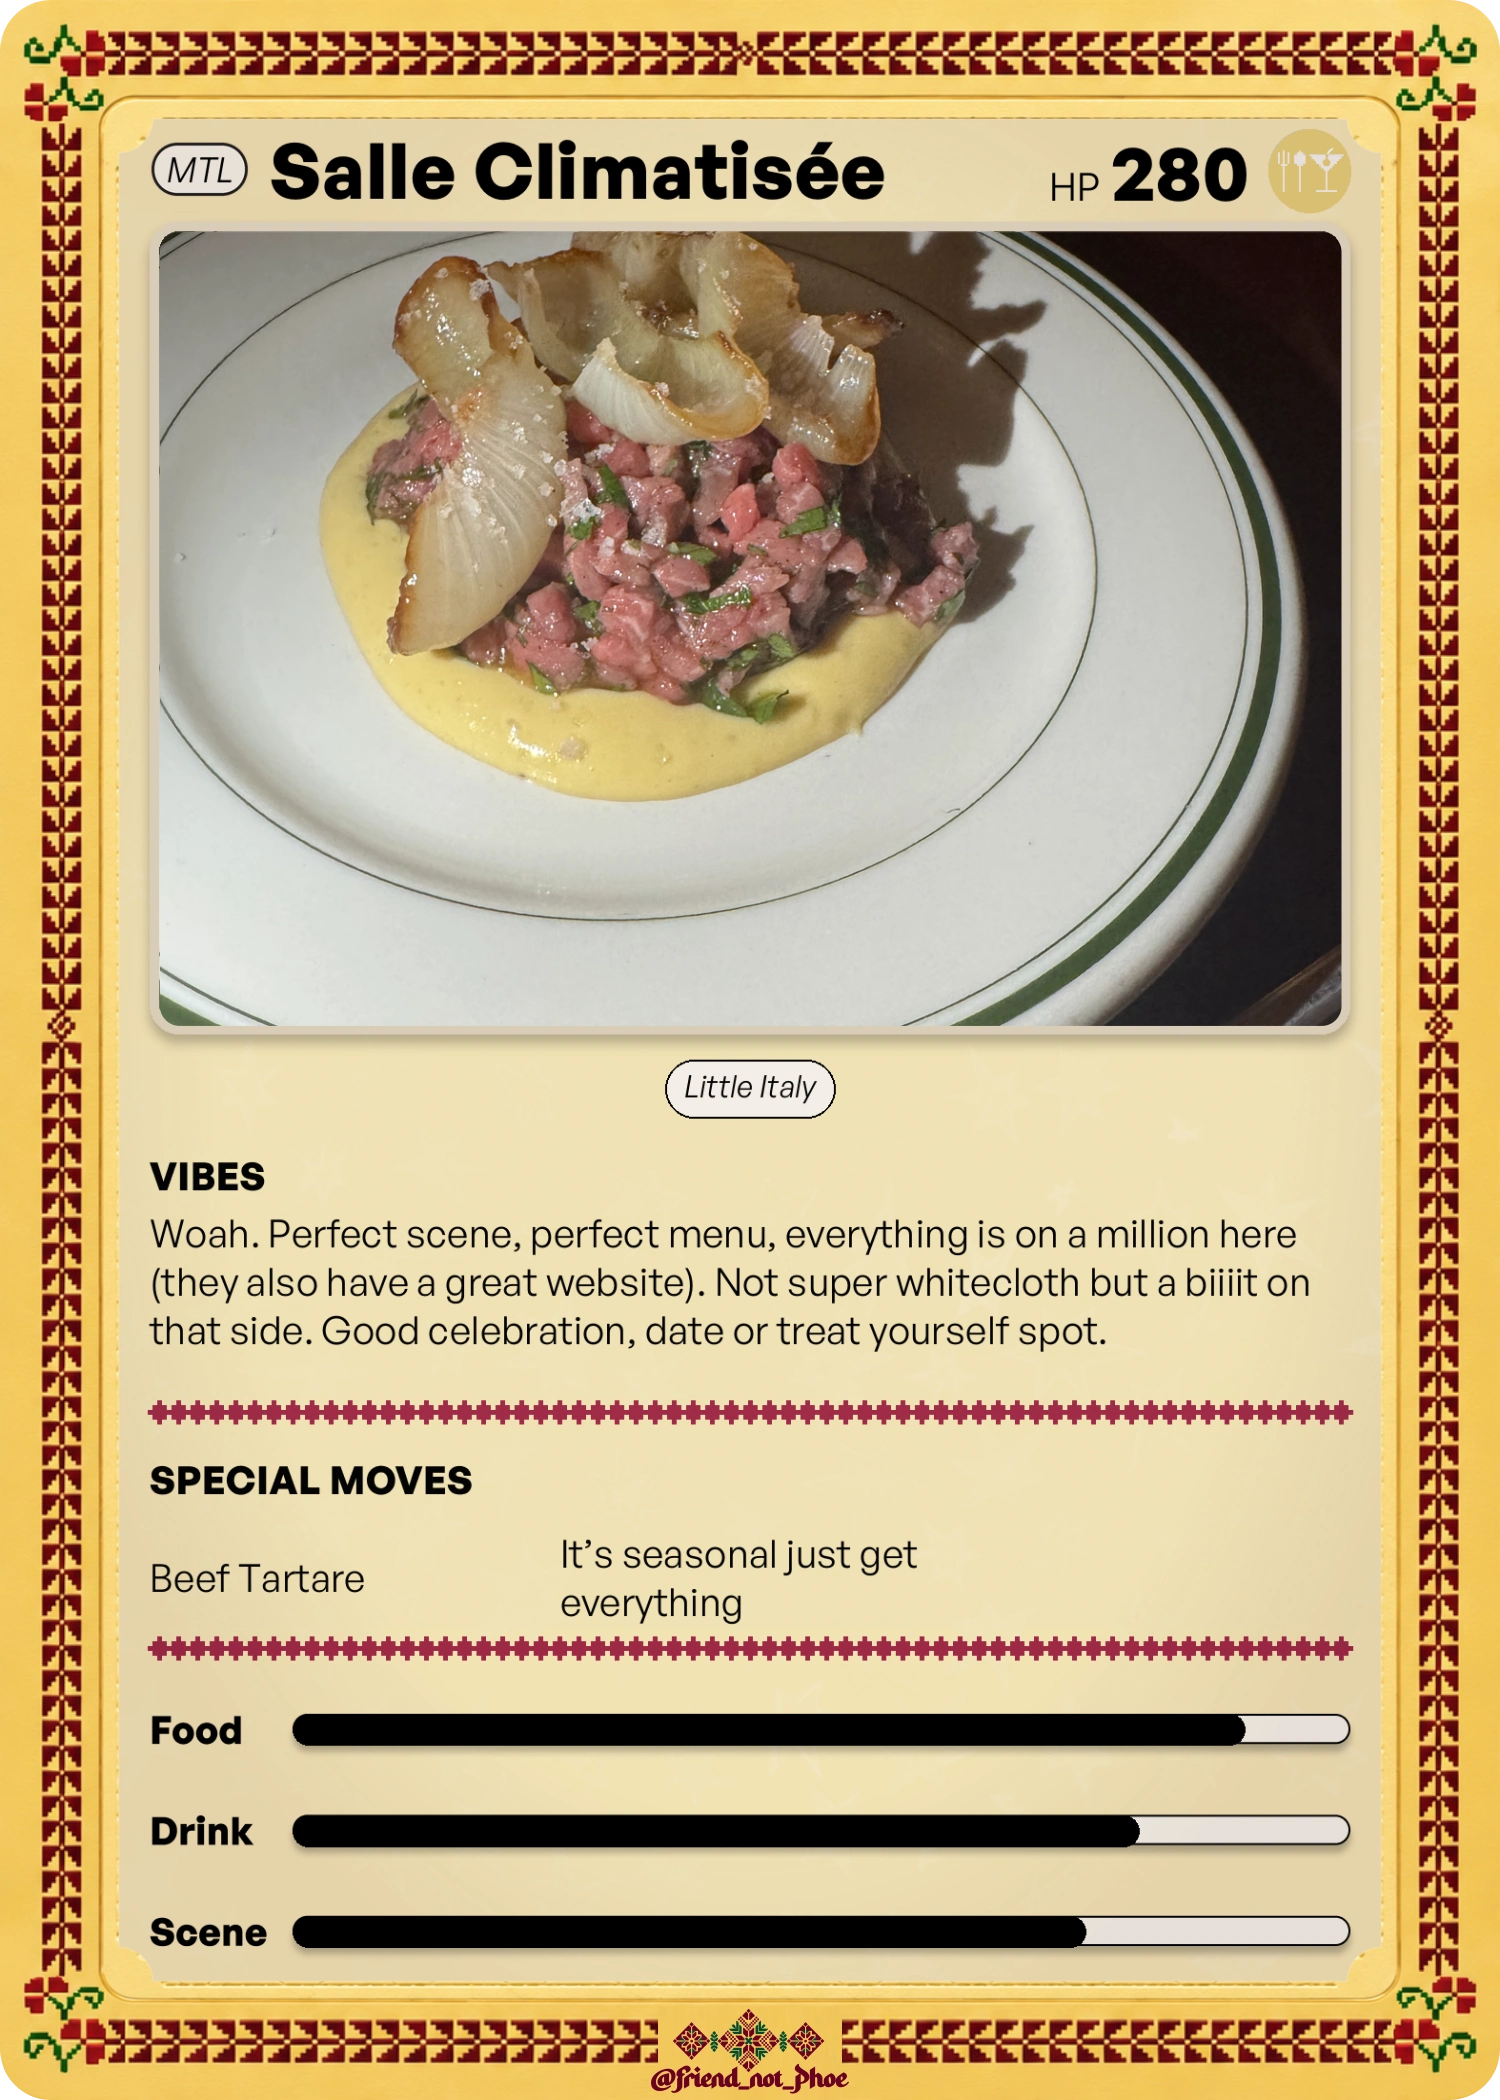 MTL Salle Climatisée HP 280
Little Italy
VIBES
Woah. Perfect scene, perfect menu, everything is on a million here
(they also have a great website). Not super whitecloth but a biiiit on
that side. Good celebration, date or treat yourself spot.
SPECIAL MOVES
Beef Tartare
It's seasonal just get
everything
Food
Drink
Scene
@friend_not_Phoe